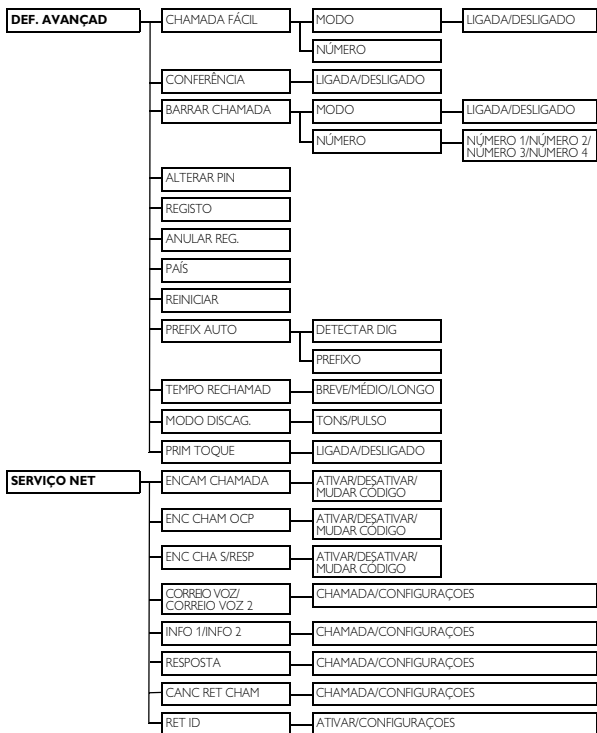 DEF. AVANÇAD
CHAMADA FÁCIL
MODO
LIGADA/DESLIGADO
NÚMERO
CONFERÊNCIA
LIGADA/DESLIGADO
BARRAR CHAMADA
MODO
LIGADA/DESLIGADO
NÚMERO
NÚMERO 1/NÚMERO 2/
NÚMERO 3/NÚMERO 4
ALTERAR PIN
REGISTO
ANULAR REG.
PAÍS
REINICIAR
PREFIX AUTO
DETECTAR DIG
PREFIXO
TEMPO RECHAMAD
BREVE/MÉDIO/LONGO
MODO DISCAG.
TONS/PULSO
PRIM TOQUE
LIGADA/DESLIGADO
SERVIÇO NET
ENCAM CHAMADA
ATIVAR/DESATIVAR/
MUDAR CÓDIGO
ENC CHAM OCP
ATIVAR/DESATIVAR/
MUDAR CÓDIGO
ENC CHA S/RESP
ATIVAR/DESATIVAR/
MUDAR CÓDIGO
CORREIO VOZ/
CORREIO VOZ 2
CHAMADA/CONFIGURAÇOES
INFO 1/INFO 2
CHAMADA/CONFIGURAÇOES
RESPOSTA
CHAMADA/CONFIGURAÇOES
CANC RET CHAM
CHAMADA/CONFIGURAÇOES
RET ID
ATIVAR/CONFIGURAÇOES